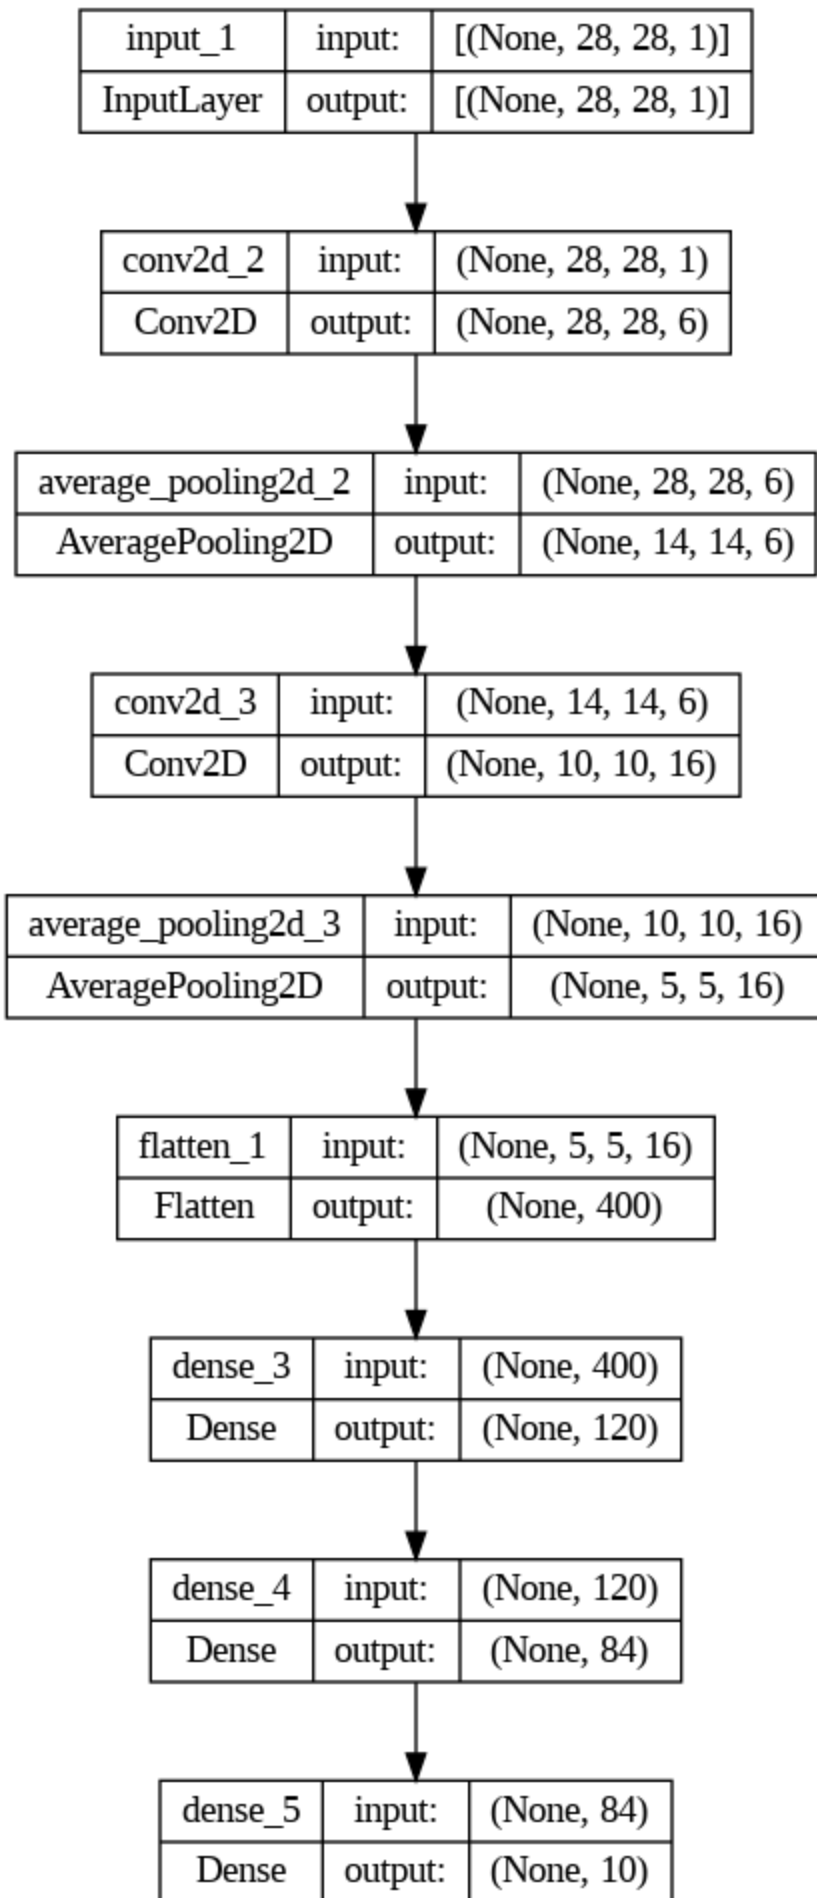 input_1 input: [(None, 28, 28, 1)]
InputLayer output: [(None, 28, 28, 1)]
conv2d_2 input: (None, 28, 28, 1)
Conv2D output: (None, 28, 28, 6)
average_pooling2d_2 input: (None, 28, 28, 6)
AveragePooling2D output: (None, 14, 14, 6)
conv2d_3 input: (None, 14, 14, 6)
Conv2D output: (None, 10, 10, 16)
average_pooling2d_3 input: (None, 10, 10, 16)
AveragePooling2D output: (None, 5, 5, 16)
flatten_1 input: (None, 5, 5, 16)
Flatten output: (None, 400)
dense_3 input: (None, 400)
Dense output: (None, 120)
dense_4 input: (None, 120)
Dense output: (None, 84)
dense_5 input: (None, 84)
Dense output: (None, 10)